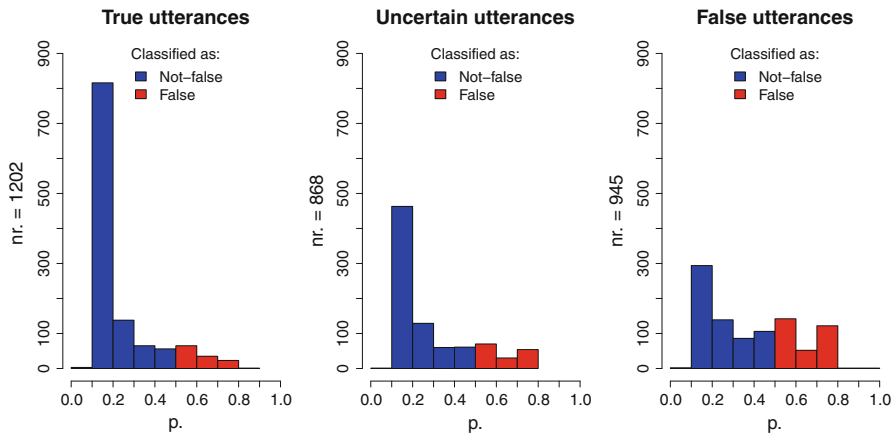 True utterances
Classified as:
Not-false
False
nr. = 1202
0 100 300 500 700 900
0.0 0.2 0.4 0.6 0.8 1.0
p.
Uncertain utterances
Classified as:
Not-false
False
nr. = 868
0 100 300 500 700 900
0.0 0.2 0.4 0.6 0.8 1.0
p.
False utterances
Classified as:
Not-false
False
nr. = 945
0 100 300 500 700 900
0.0 0.2 0.4 0.6 0.8 1.0
p.